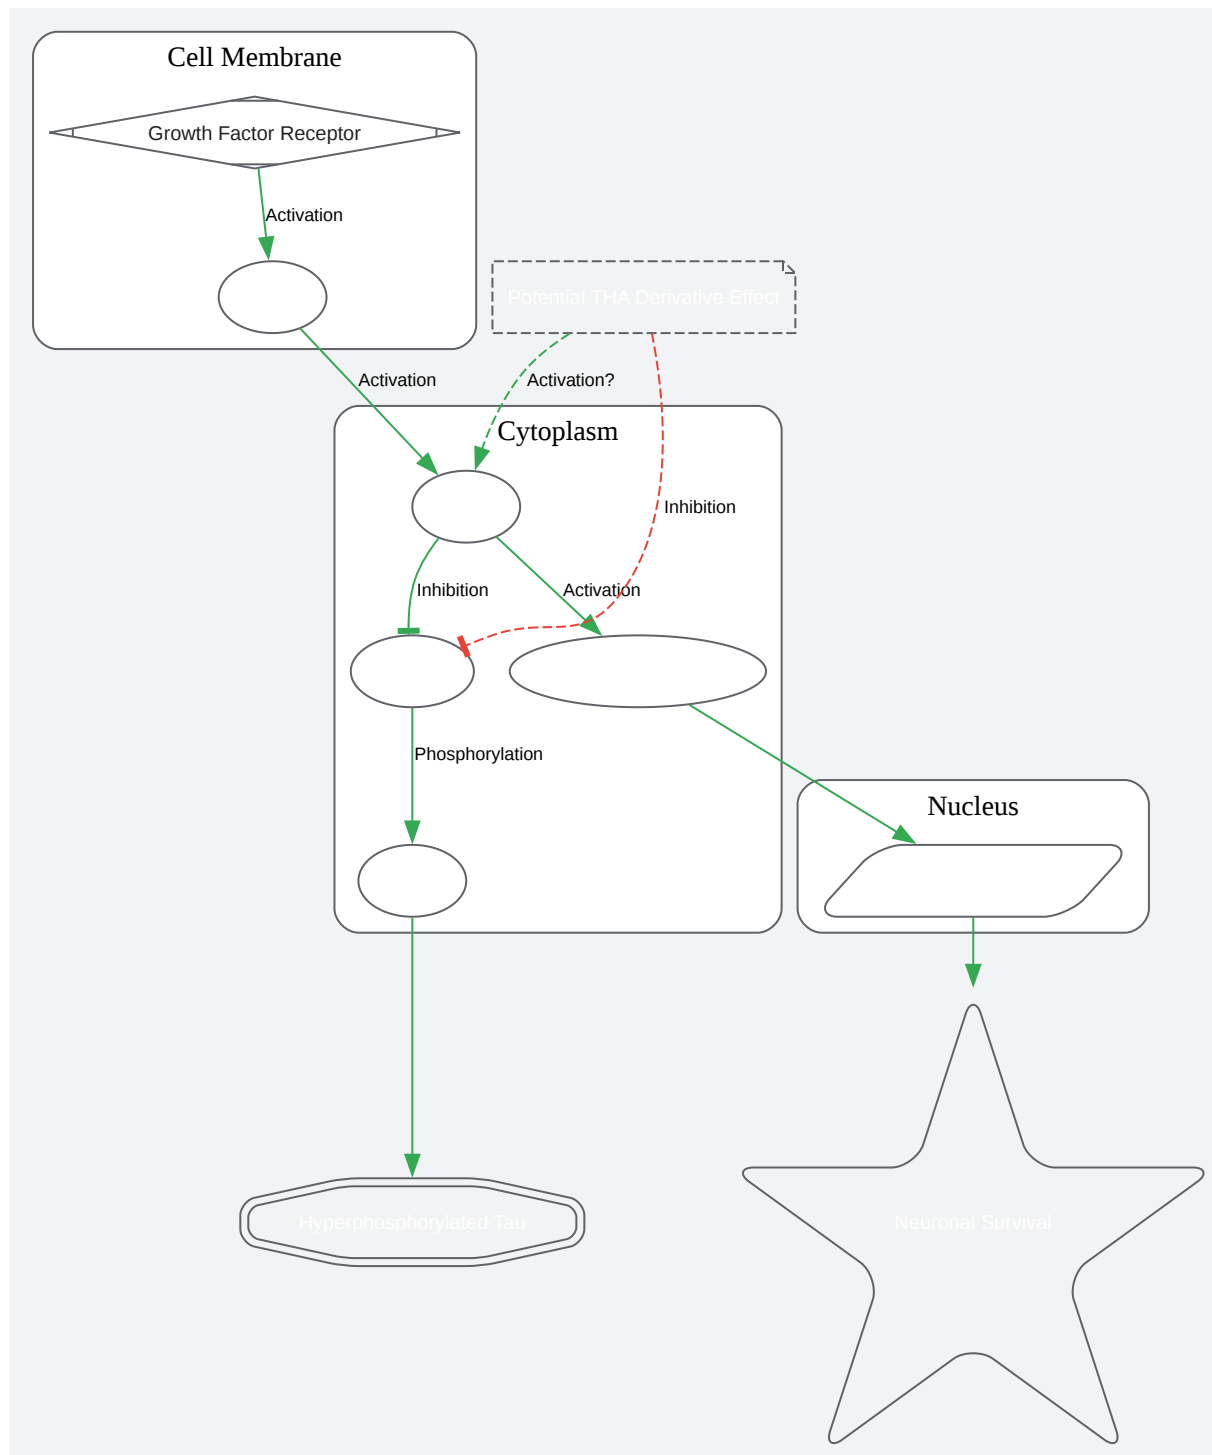 Cell Membrane
Growth Factor Receptor
Activation
Potential THA Derivative Effect
Activation
Activation?
Cytoplasm
Inhibition
Inhibition
Activation
Phosphorylation
Nucleus
Hyperphosphorylated Tau
Neuronal Survival